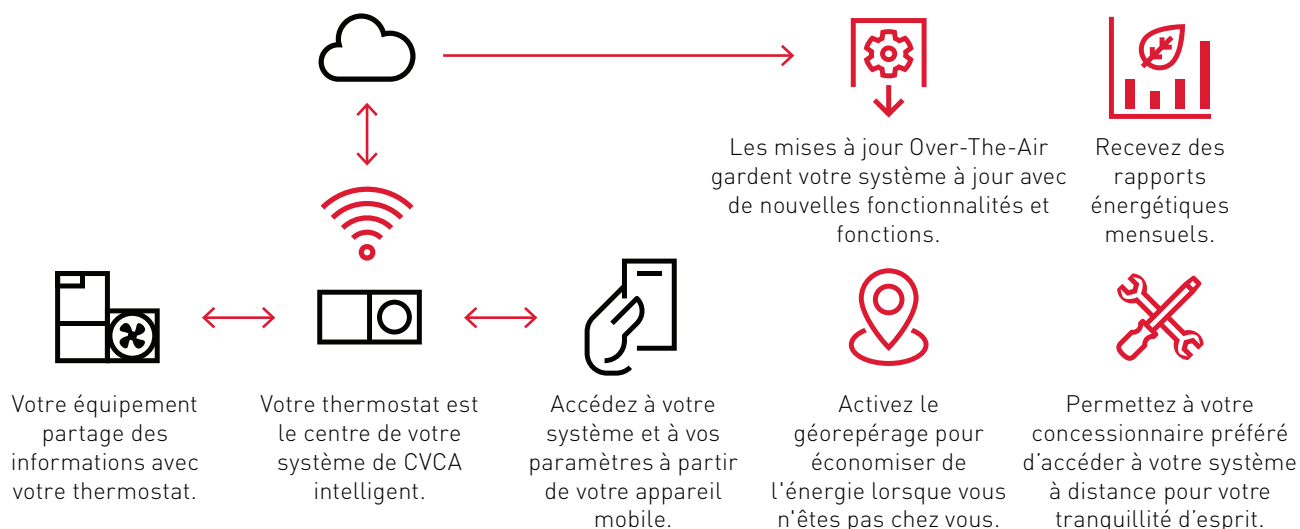 Les mises à jour Over-The-Air
gardent votre système à jour avec
de nouvelles fonctionnalités et
fonctions.
Recevez des
rapports
énergétiques
mensuels.
Votre équipement
partage des
informations avec
votre thermostat.
Votre thermostat est
le centre de votre
système de CVCA
intelligent.
Accédez à votre
système et à vos
paramètres à partir
de votre appareil
mobile.
Activez le
géorepérage pour
économiser de
l'énergie lorsque vous
n'êtes pas chez vous.
Permettez à votre
concessionnaire préféré
d’accéder à votre système
à distance pour votre
tranquillité d’esprit.